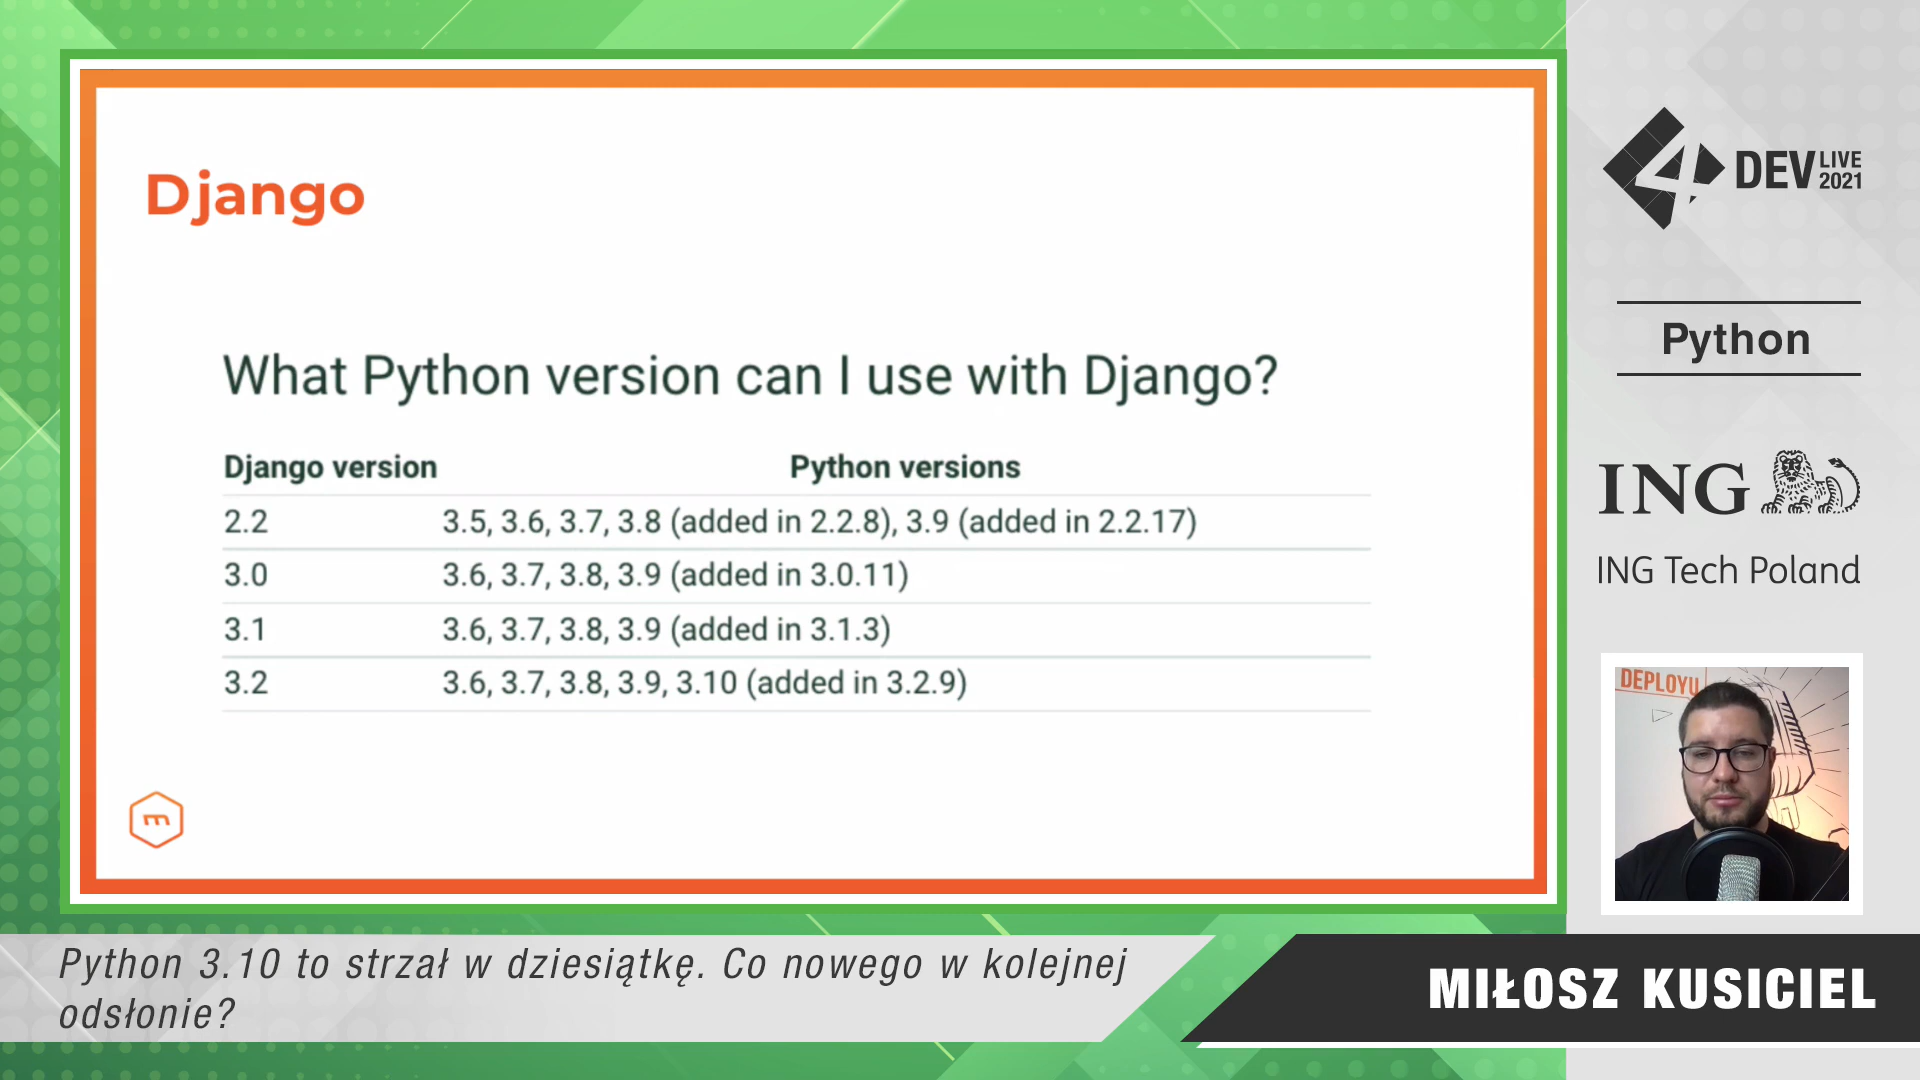 Django
What Python version can I use with Django?
Django version Python versions
2.2 3.5, 3.6, 3.7, 3.8 (added in 2.2.8), 3.9 (added in 2.2.17)
3.0 3.6, 3.7, 3.8, 3.9 (added in 3.0.11)
3.1 3.6, 3.7, 3.8, 3.9 (added in 3.1.3)
3.2 3.6, 3.7, 3.8, 3.9, 3.10 (added in 3.2.9)
m
4 DEV LIVE 2021
Python
ING
ING Tech Poland
DEPLOYU
Python 3.10 to strzał w dziesiątkę. Co nowego w kolejnej
odsłonie?
MIŁOSZ KUSICIEL